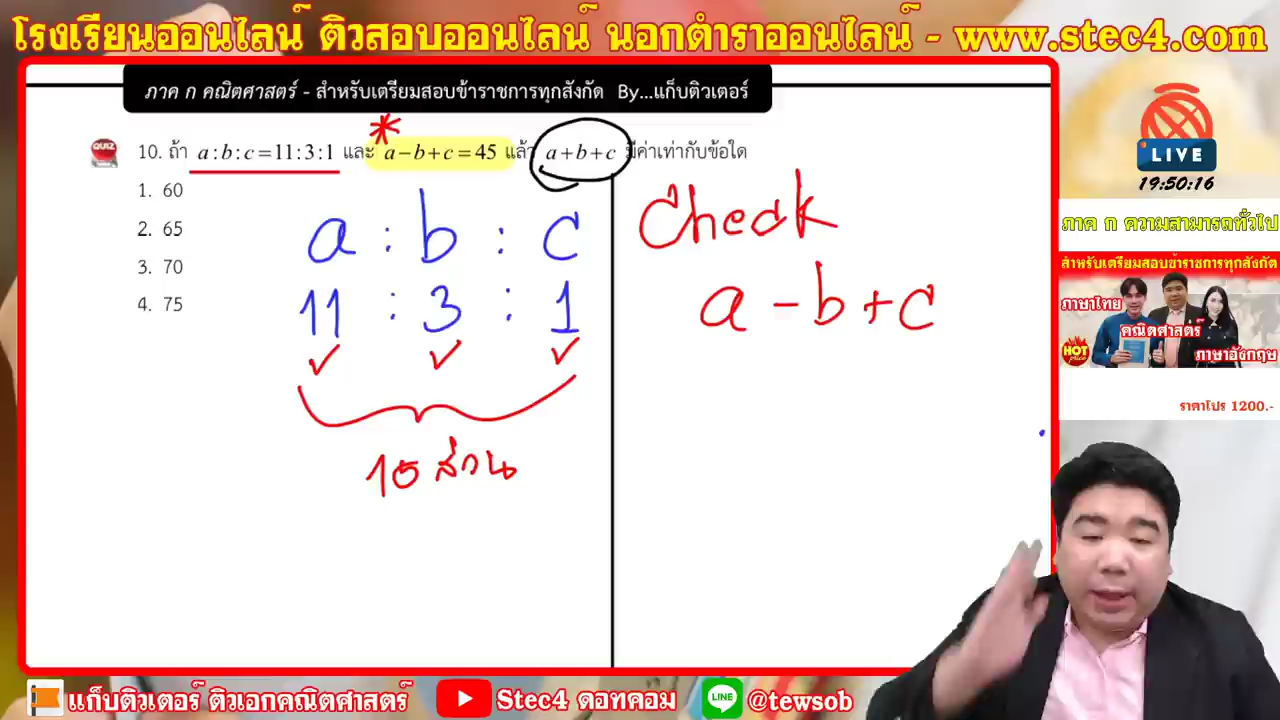 โรงเรียนออนไลน์ ติวสอบออนไลน์ นอกตำราออนไลน์ - www.stec4.com
ภาค ก คณิตศาสตร์ - สำหรับเตรียมสอบข้าราชการทุกสังกัด By...แก็บติวเตอร์
QUIZ
10. ถ้า a:b:c=11:3:1 และ * a-b+c=45 แล้ว a+b+c มีค่าเท่ากับข้อใด
1. 60
2. 65
3. 70
4. 75
a : b : c
11 : 3 : 1
15 ส่วน
Check
a-b+c
LIVE
19:50:16
ภาค ก ความสามารถทั่วไป
สำหรับเตรียมสอบข้าราชการทุกสังกัด
ภาษาไทย
คณิตศาสตร์
ภาษาอังกฤษ
HOT
price
ราคาโปร 1200.-
แก็บติวเตอร์ ติวเอกคณิตศาสตร์
Stec4 ดอทคอม
LINE
@tewsob